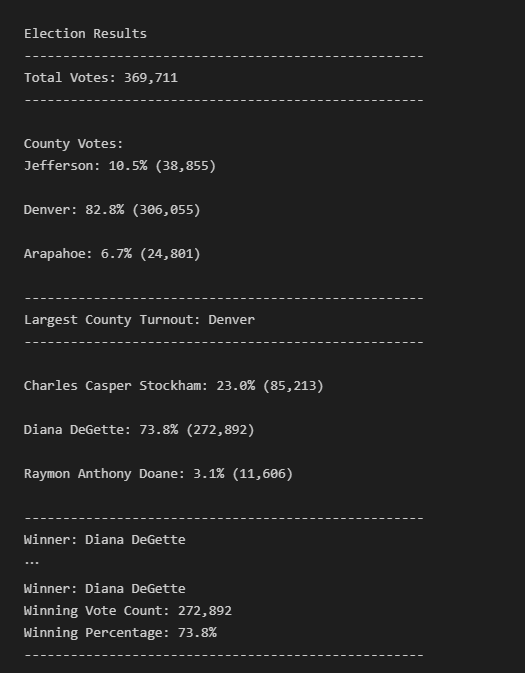 Election Results
----------------------------------------------------
Total Votes: 369,711
----------------------------------------------------
County Votes:
Jefferson: 10.5% (38,855)
Denver: 82.8% (306,055)
Arapahoe: 6.7% (24,801)
----------------------------------------------------
Largest County Turnout: Denver
----------------------------------------------------
Charles Casper Stockham: 23.0% (85,213)
Diana DeGette: 73.8% (272,892)
Raymon Anthony Doane: 3.1% (11,606)
----------------------------------------------------
Winner: Diana DeGette
...
Winner: Diana DeGette
Winning Vote Count: 272,892
Winning Percentage: 73.8%
----------------------------------------------------